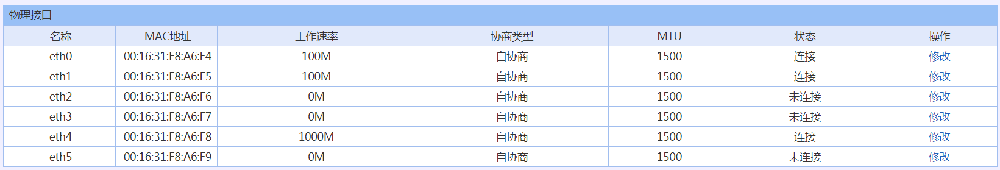 物理接口
名称 MAC地址 工作速率 协商类型 MTU 状态 操作
eth0 00:16:31:F8:A6:F4 100M 自协商 1500 连接 修改
eth1 00:16:31:F8:A6:F5 100M 自协商 1500 连接 修改
eth2 00:16:31:F8:A6:F6 0M 自协商 1500 未连接 修改
eth3 00:16:31:F8:A6:F7 0M 自协商 1500 未连接 修改
eth4 00:16:31:F8:A6:F8 1000M 自协商 1500 连接 修改
eth5 00:16:31:F8:A6:F9 0M 自协商 1500 未连接 修改